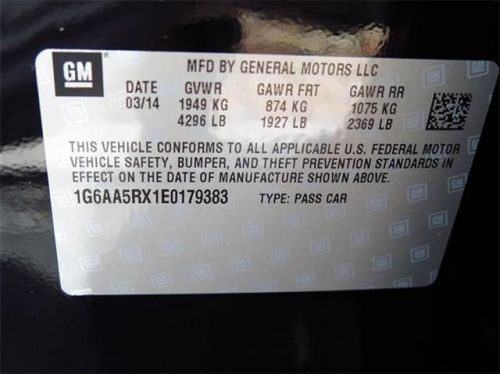 GM
MFD BY GENERAL MOTORS LLC
DATE GVWR GAWR FRT GAWR RR
03/14 1949 KG 874 KG 1075 KG
4296 LB 1927 LB 2369 LB
THIS VEHICLE CONFORMS TO ALL APPLICABLE U.S. FEDERAL MOTOR
VEHICLE SAFETY, BUMPER, AND THEFT PREVENTION STANDARDS IN
EFFECT ON THE DATE OF MANUFACTURE SHOWN ABOVE.
1G6AA5RX1E0179383 TYPE: PASS CAR